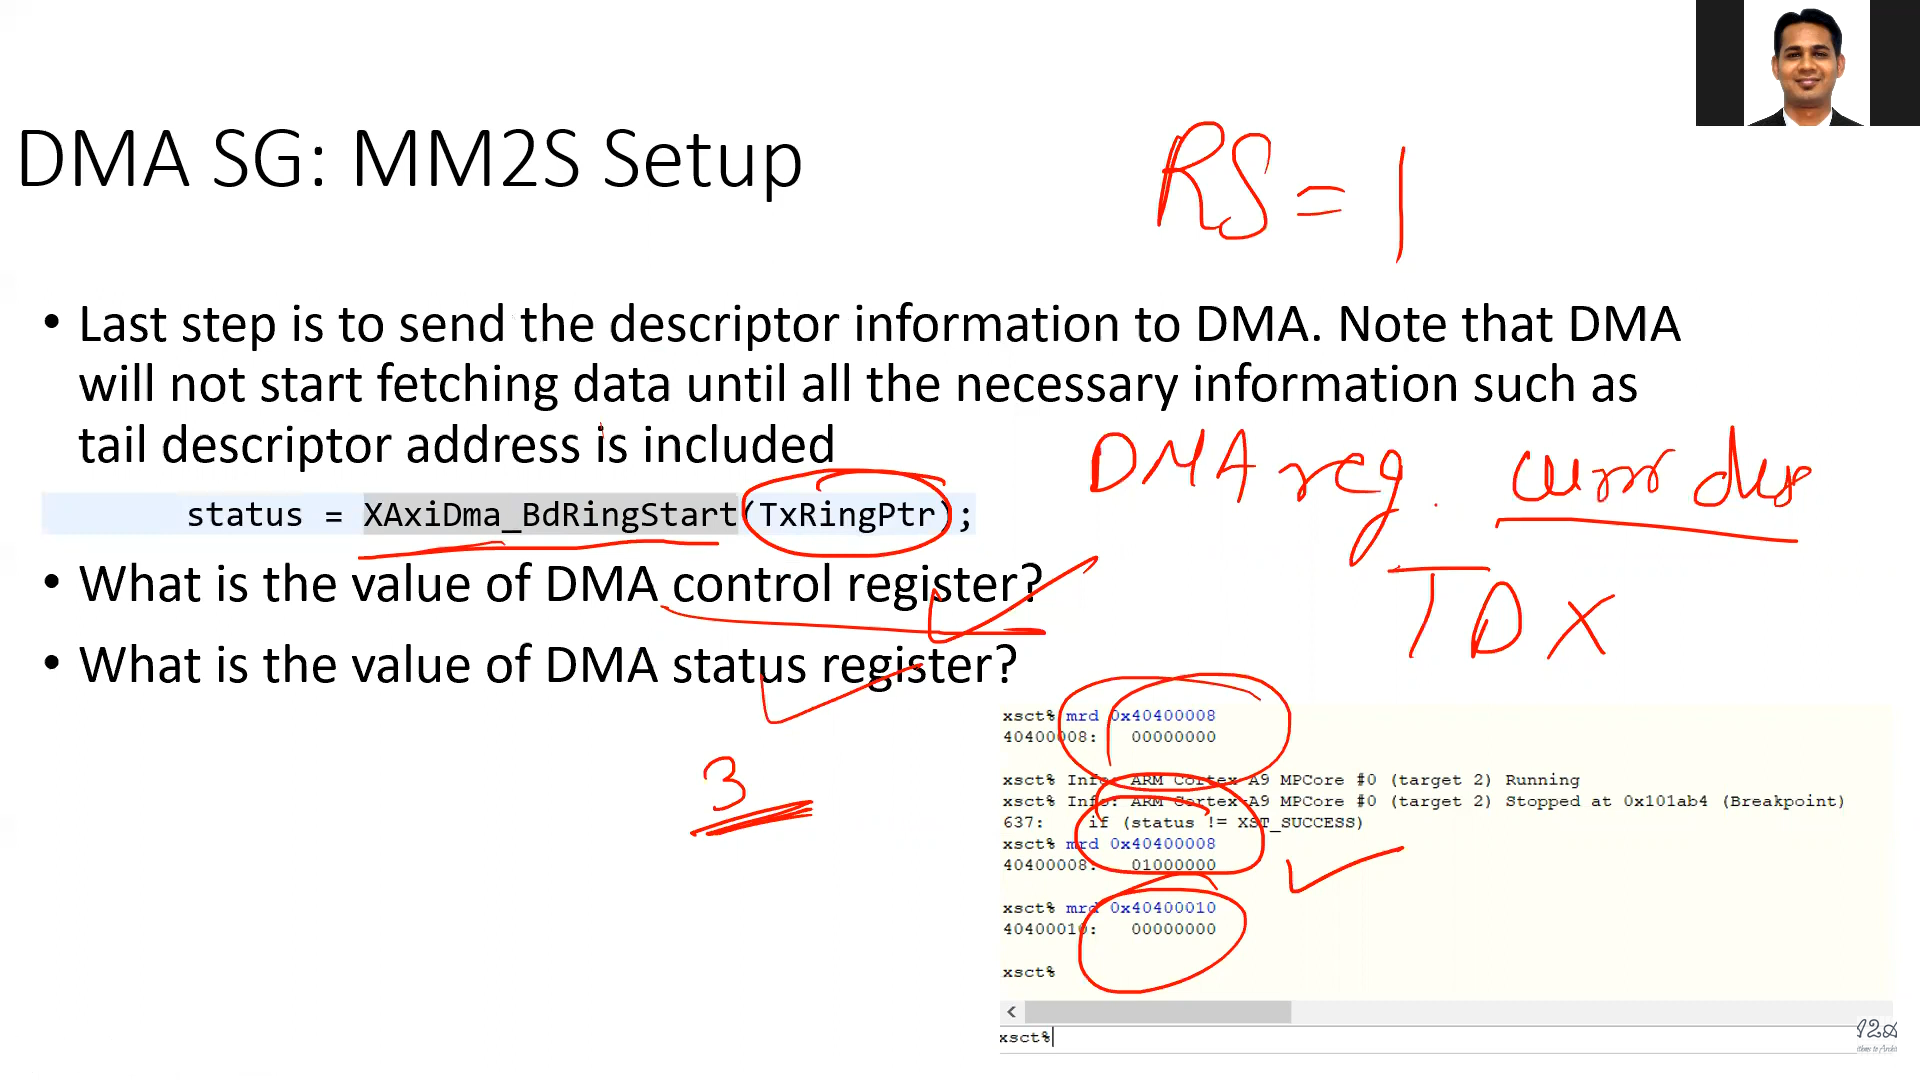 DMA SG: MM2S Setup
RS = 1
• Last step is to send the descriptor information to DMA. Note that DMA
will not start fetching data until all the necessary information such as
tail descriptor address is included
DMA reg. curr des
status = XAxiDma_BdRingStart(TxRingPtr);
• What is the value of DMA control register?
TD X
• What is the value of DMA status register?
3
xsct% mrd 0x40400008
40400008: 00000000
xsct% Info: ARM Cortex-A9 MPCore #0 (target 2) Running
xsct% Info: ARM Cortex-A9 MPCore #0 (target 2) Stopped at 0x101ab4 (Breakpoint)
637: if (status != XST_SUCCESS)
xsct% mrd 0x40400008
40400008: 01000000
xsct% mrd 0x40400010
40400010: 00000000
xsct%
xsct%